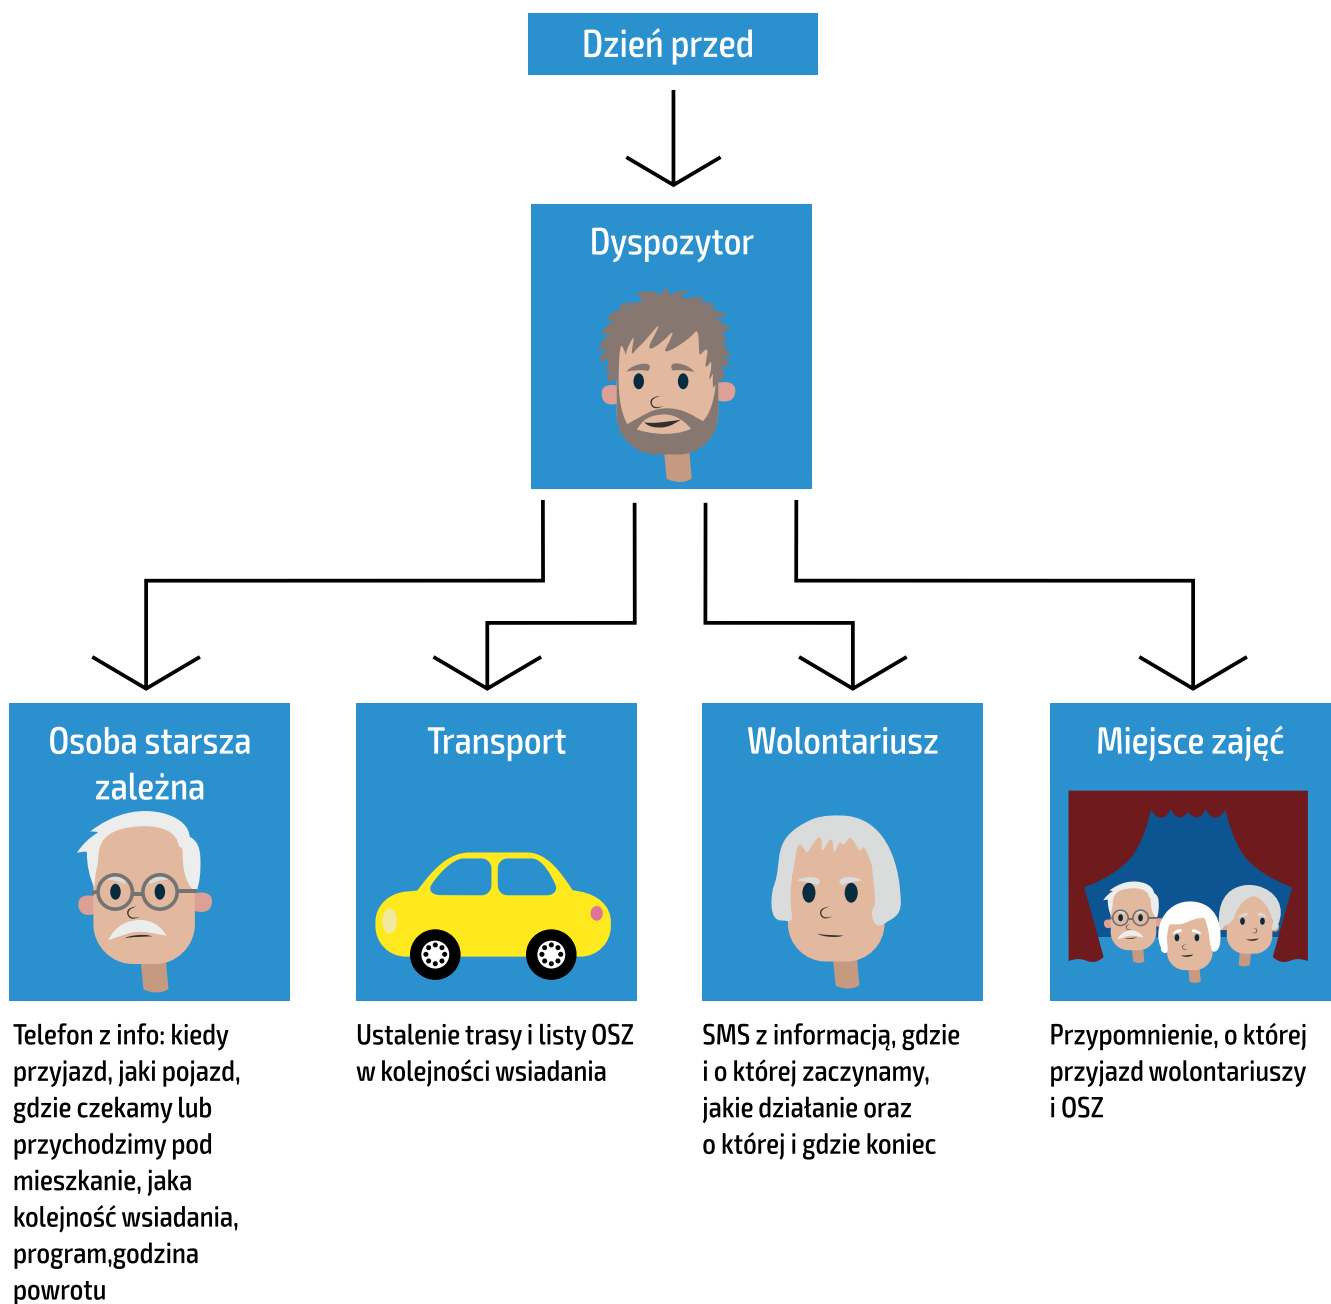 Dzień przed
Dyspozytor
Osoba starsza
zależna
Telefon z info: kiedy
przyjazd, jaki pojazd,
gdzie czekamy lub
przychodzimy pod
mieszkanie, jaka
kolejność wsiadania,
program,godzina
powrotu
Transport
Ustalenie trasy i listy OSZ
w kolejności wsiadania
Wolontariusz
SMS z informacją, gdzie
i o której zaczynamy,
jakie działanie oraz
o której i gdzie koniec
Miejsce zajęć
Przypomnienie, o której
przyjazd wolontariuszy
i OSZ